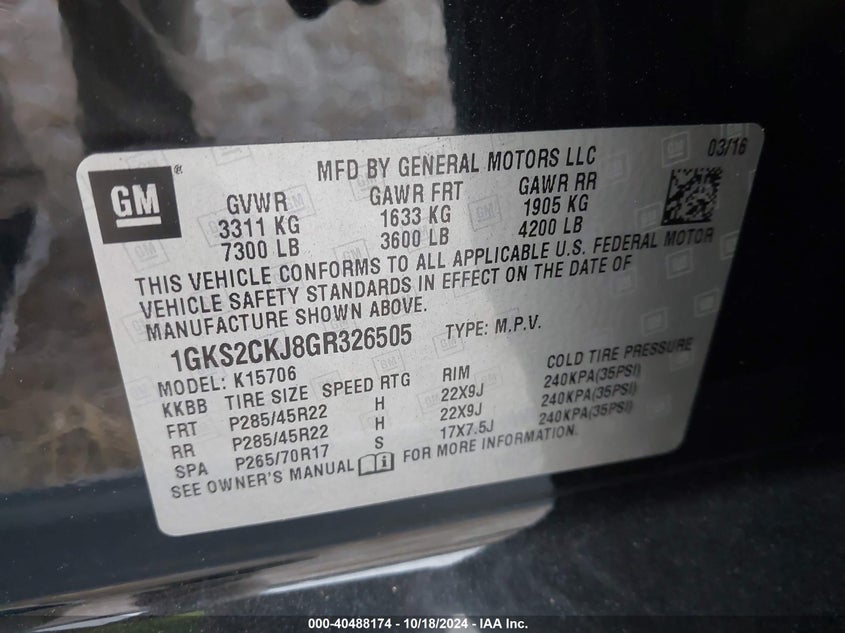 GM
MFD BY GENERAL MOTORS LLC 03/16
GVWR GAWR FRT GAWR RR
3311 KG 1633 KG 1905 KG
7300 LB 3600 LB 4200 LB
THIS VEHICLE CONFORMS TO ALL APPLICABLE U.S. FEDERAL MOTOR
VEHICLE SAFETY STANDARDS IN EFFECT ON THE DATE OF
MANUFACTURE SHOWN ABOVE.
1GKS2CKJ8GR326505 TYPE: M.P.V.
MODEL: K15706
KKBB TIRE SIZE SPEED RTG RIM COLD TIRE PRESSURE
FRT P285/45R22 H 22X9J 240KPA(35PSI)
RR P285/45R22 H 22X9J 240KPA(35PSI)
SPA P265/70R17 S 17X7.5J 240KPA(35PSI)
SEE OWNER'S MANUAL FOR MORE INFORMATION.
000-40488174 - 10/18/2024 - IAA Inc.